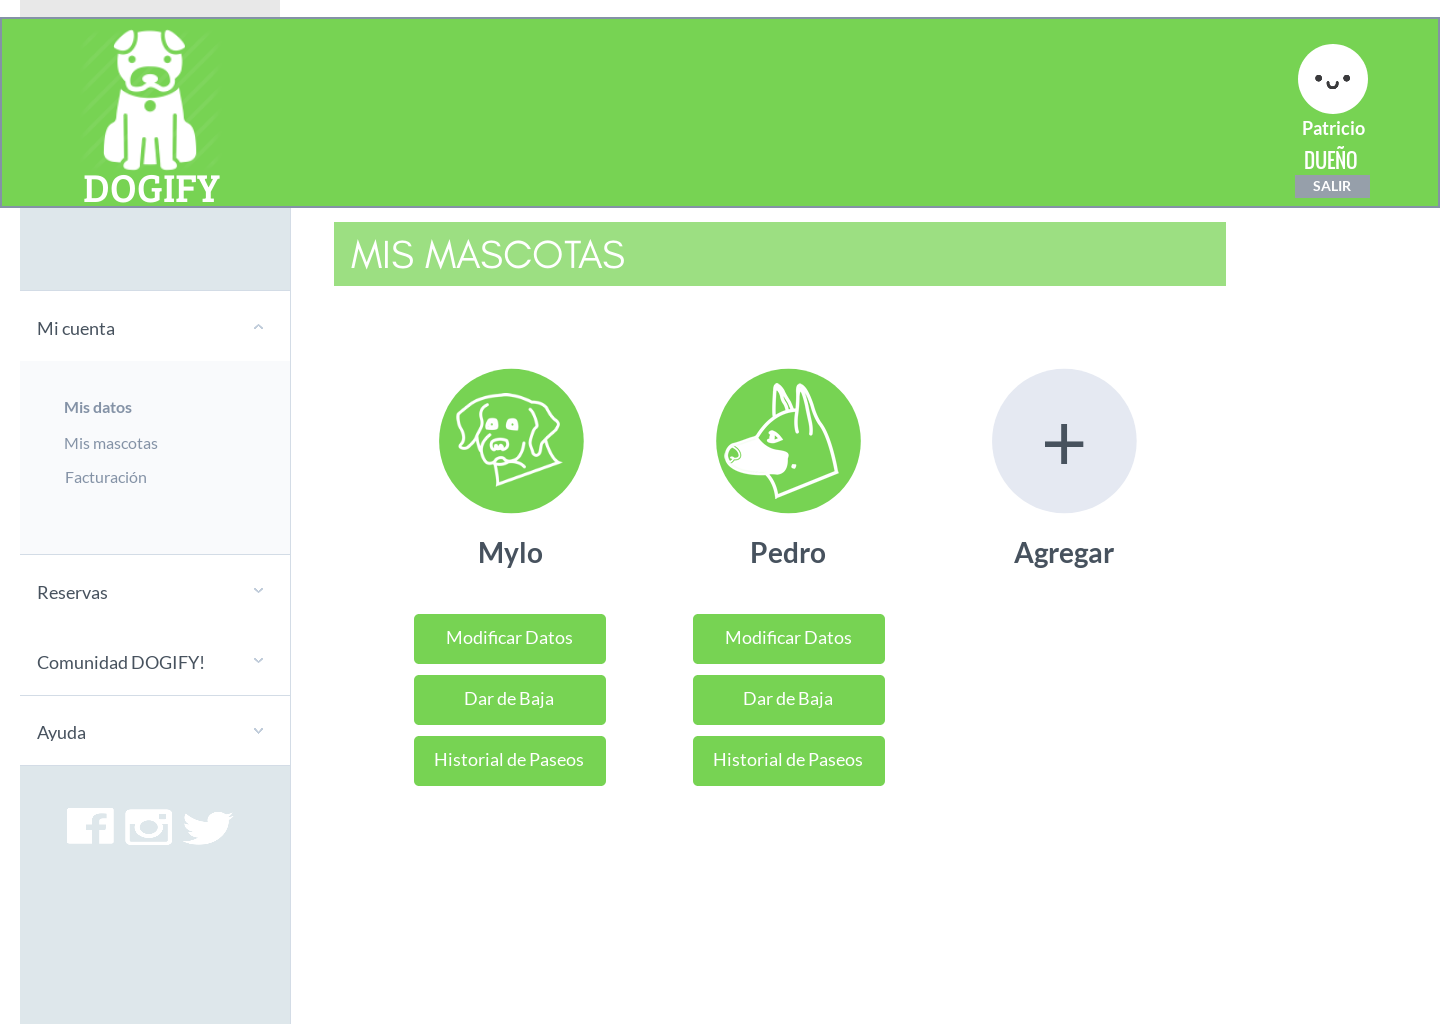 DOGIFY
Patricio
DUEÑO
SALIR
MIS MASCOTAS
Mi cuenta
Mis datos
Mis mascotas
Facturación
Reservas
Comunidad DOGIFY!
Ayuda
Mylo
Pedro
Agregar
Modificar Datos
Modificar Datos
Dar de Baja
Dar de Baja
Historial de Paseos
Historial de Paseos